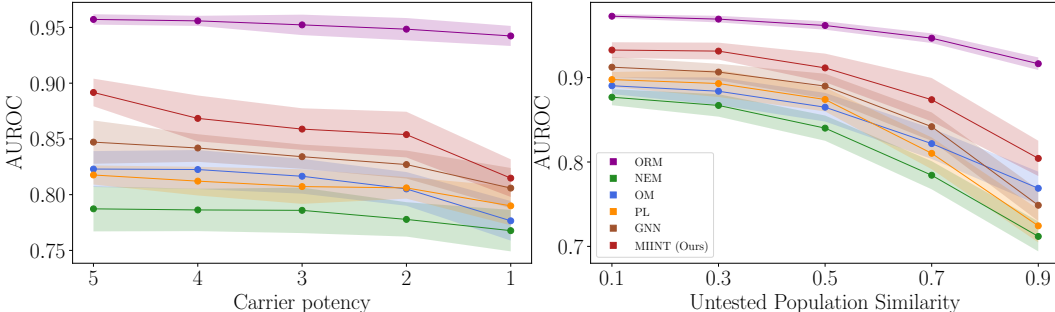 AUROC
0.95
0.90
0.85
0.80
0.75
5 4 3 2 1
Carrier potency
AUROC
0.9
0.8
0.7
ORM
NEM
OM
PL
GNN
MIINT (Ours)
0.1 0.3 0.5 0.7 0.9
Untested Population Similarity